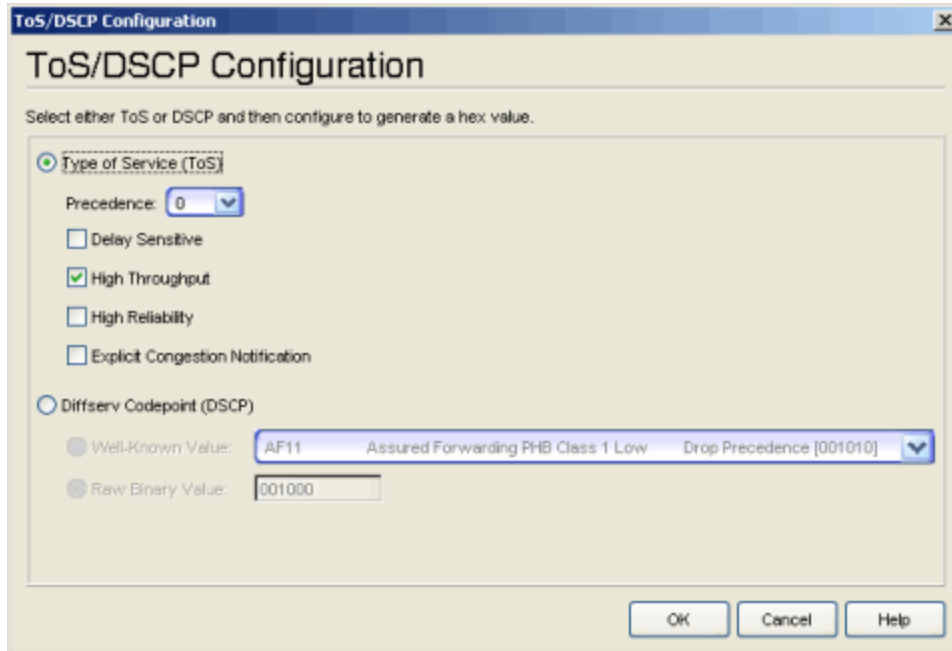 ToS/DSCP Configuration
ToS/DSCP Configuration
Select either ToS or DSCP and then configure to generate a hex value.
Type of Service (ToS)
Precedence: 0
Delay Sensitive
High Throughput
High Reliability
Explicit Congestion Notification
Diffserv Codepoint (DSCP)
Well-Known Value: AF11 Assured Forwarding PHB Class 1 Low Drop Precedence [001010]
Raw Binary Value: 001000
OK Cancel Help